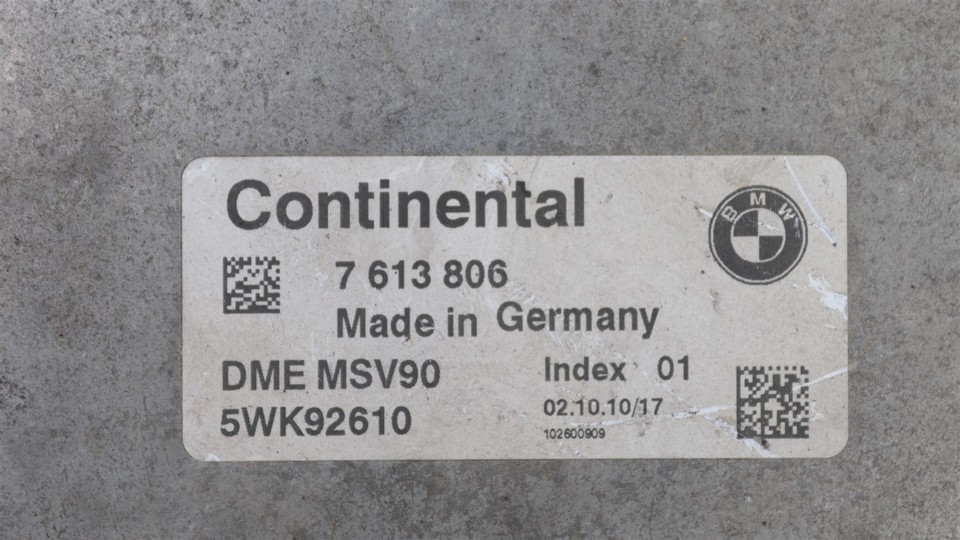 Continental
BMW
7 613 806
Made in Germany
DME MSV90
Index 01
5WK92610
02.10.10/17
102600909